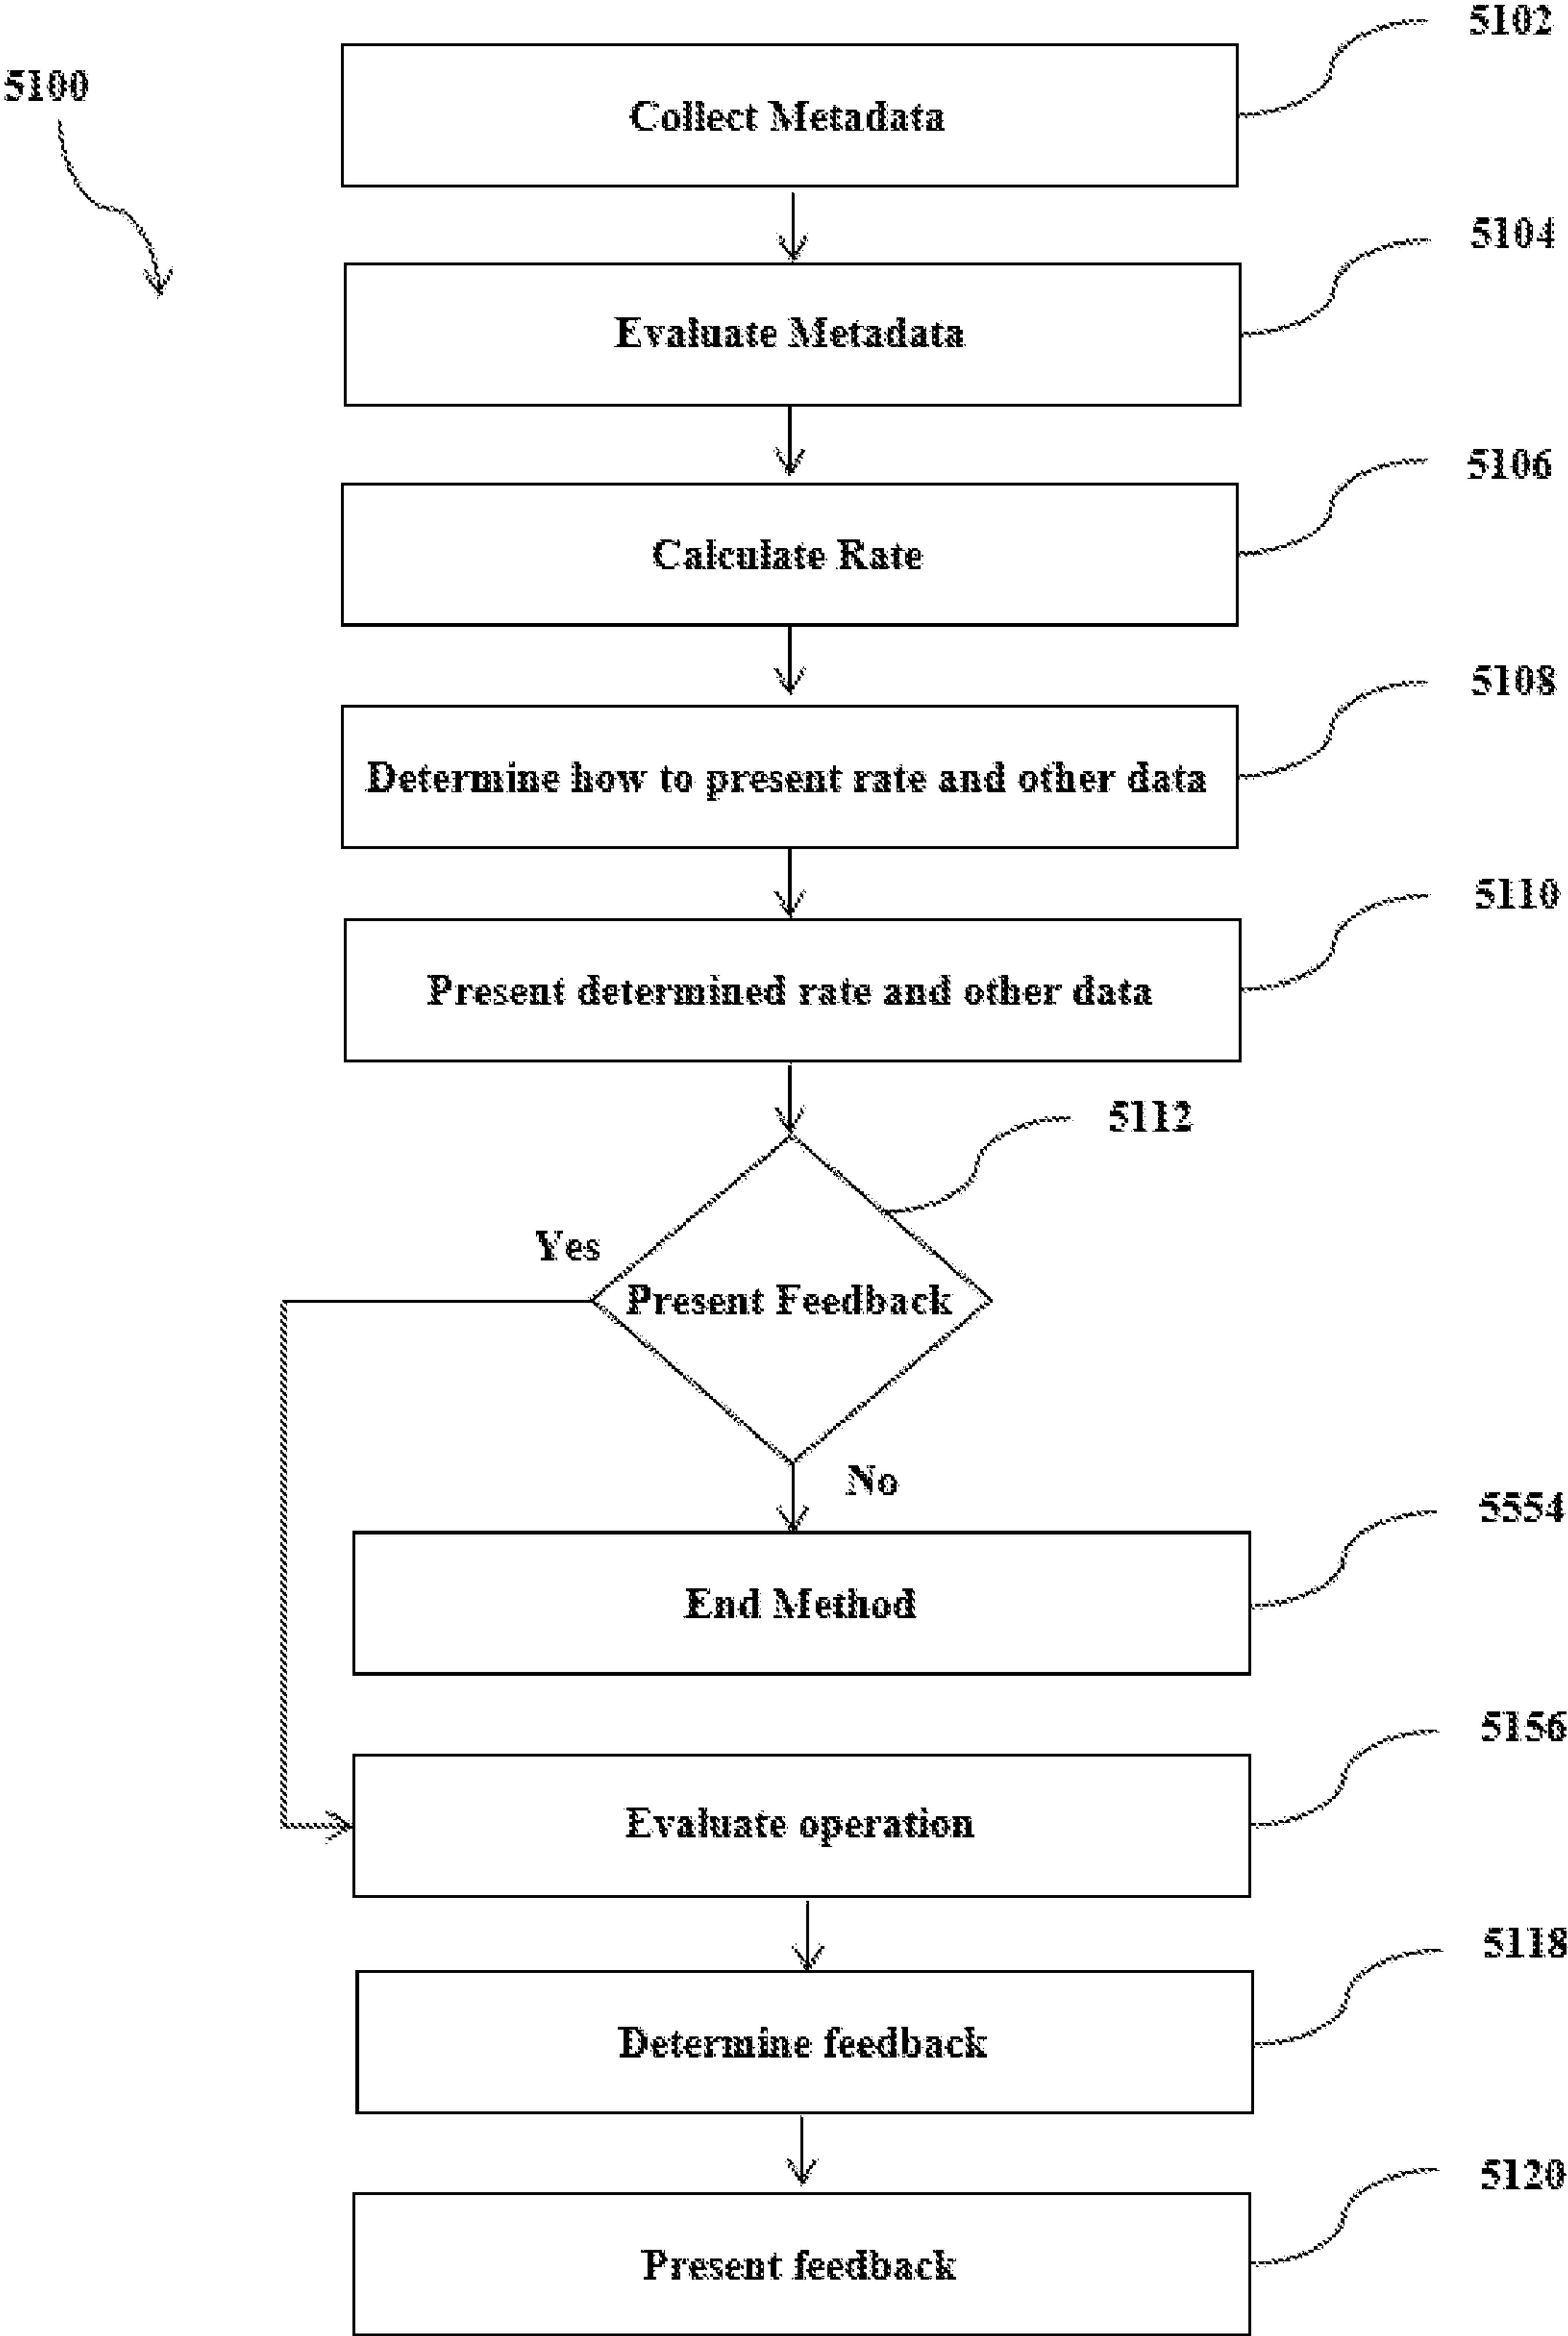 5102
5100
Collect Metadata
5104
Evaluate Metadata
5106
Calculate Rate
5108
Determine how to present rate and other data
5110
Present determined rate and other data
5112
Yes
Present Feedback
No
5554
End Method
5156
Evaluate operation
5118
Determine feedback
5120
Present feedback